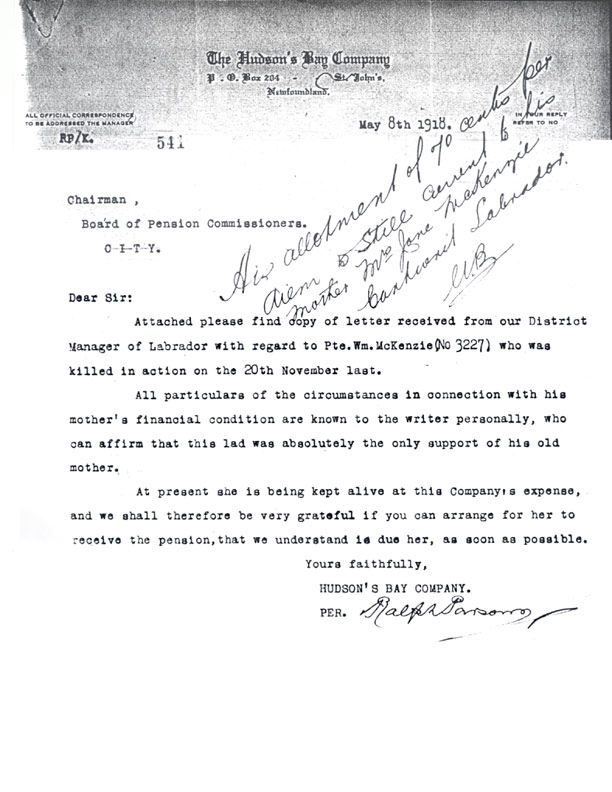 The Hudson's Bay Company
P. O. Box 204 - St. John's,
Newfoundland.
ALL OFFICIAL CORRESPONDENCE
TO BE ADDRESSED THE MANAGER
IN YOUR REPLY
REFER TO NO
RP/K. 541
May 8th 1918.
His allotment of 70 cents per
diem is still current to his
mother Mrs Jane McKenzie
Labrador.
Chairman ,
Board of Pension Commissioners.
C-I-T-Y.
Dear Sir:
Attached please find copy of letter received from our District
Manager of Labrador with regard to Pte.Wm.McKenzie(No 3227) who was
killed in action on the 20th November last.
All particulars of the circumstances in connection with his
mother's financial condition are known to the writer personally, who
can affirm that this lad was absolutely the only support of his old
mother.
At present she is being kept alive at this Company's expense,
and we shall therefore be very grateful if you can arrange for her to
receive the pension,that we understand is due her, as soon as possible.
Yours faithfully,
HUDSON'S BAY COMPANY.
PER. Ralph Parsons